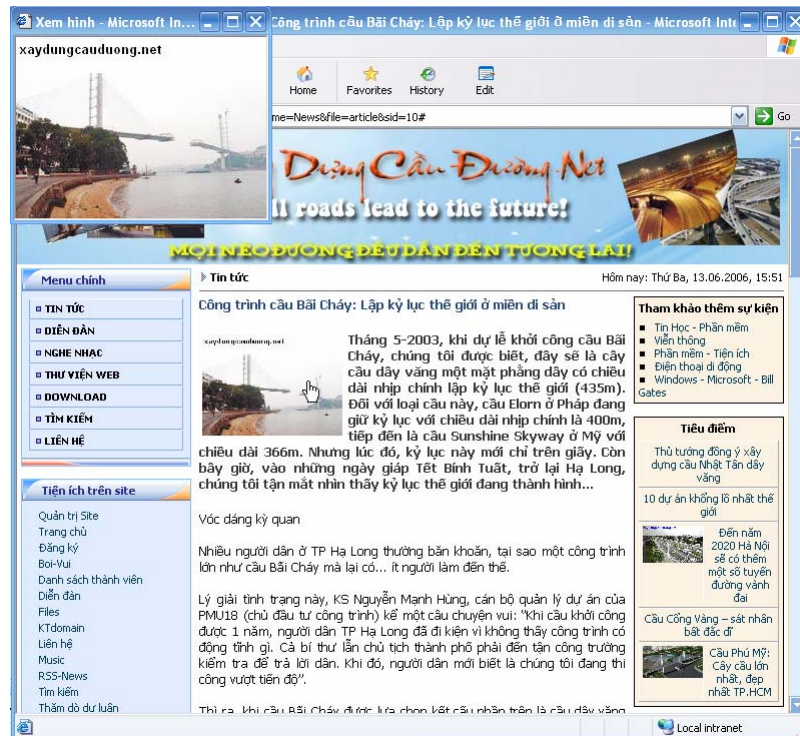 Xem hình - Microsoft In...
xaydungcauduong.net
Công trình cầu Bãi Cháy: Lập kỷ lục thế giới ở miền di sản - Microsoft Inte
Home
Favorites
History
Edit
me=News&file=article&sid=10#
Go
Dựng Cầu Đường.Net
ll roads lead to the future!
MỌI NẺO ĐƯỜNG ĐỀU DẪN ĐẾN TƯƠNG LAI!
Menu chính
TIN TỨC
DIỄN ĐÀN
NGHE NHẠC
THƯ VIỆN WEB
DOWNLOAD
TÌM KIẾM
LIÊN HỆ
Tiện ích trên site
Quản trị Site
Trang chủ
Đăng ký
Boi-Vui
Danh sách thành viên
Diễn đàn
Files
KTdomain
Liên hệ
Music
RSS-News
Tìm kiếm
Thăm dò dư luận
Tin tức
Hôm nay: Thứ Ba, 13.06.2006, 15:51
Công trình cầu Bãi Cháy: Lập kỷ lục thế giới ở miền di sản
xaydungcauduong.net
Tháng 5-2003, khi dự lễ khởi công cầu Bãi
Cháy, chúng tôi được biết, đây sẽ là cây
cầu dây văng một mặt phẳng dây có chiều
dài nhịp chính lập kỷ lục thế giới (435m).
Đối với loại cầu này, cầu Elorn ở Pháp đang
giữ kỷ lục với chiều dài nhịp chính là 400m,
tiếp đến là cầu Sunshine Skyway ở Mỹ với
chiều dài 366m. Nhưng lúc đó, kỷ lục này mới chỉ trên giấy. Còn
bây giờ, vào những ngày giáp Tết Bính Tuất, trở lại Hạ Long,
chúng tôi tận mắt nhìn thấy kỷ lục thế giới đang thành hình...
Vóc dáng kỳ quan
Nhiều người dân ở TP Hạ Long thường băn khoăn, tại sao một công trình
lớn như cầu Bãi Cháy mà lại có... ít người làm đến thế.
Lý giải tình trạng này, KS Nguyễn Mạnh Hùng, cán bộ quản lý dự án của
PMU18 (chủ đầu tư công trình) kể một câu chuyện vui: "Khi cầu khởi công
được 1 năm, người dân TP Hạ Long đã đi kiện vì không thấy công trình có
động tĩnh gì. Cả bí thư lẫn chủ tịch thành phố phải đến tận công trường
kiểm tra để trả lời dân. Khi đó, người dân mới biết là chúng tôi đang thi
công vượt tiến độ".
Thì ra, khi cầu Bãi Cháy được lựa chọn kết cấu phần trên là cầu dây văng
Tham khảo thêm sự kiện
Tin Học - Phần mềm
Viễn thông
Phần mềm - Tiện ích
Điện thoại di động
Windows - Microsoft - Bill
Gates
Tiêu điểm
Thủ tướng đồng ý xây
dựng cầu Nhật Tân dây
văng
10 dự án khổng lồ nhất thế
giới
Đến năm
2020 Hà Nội
sẽ có thêm
một số tuyến
đường vành
đai
Cầu Cổng Vàng – sát nhân
bất đắc dĩ
Cầu Phú Mỹ:
Cây cầu lớn
nhất, đẹp
nhất TP.HCM
Local intranet